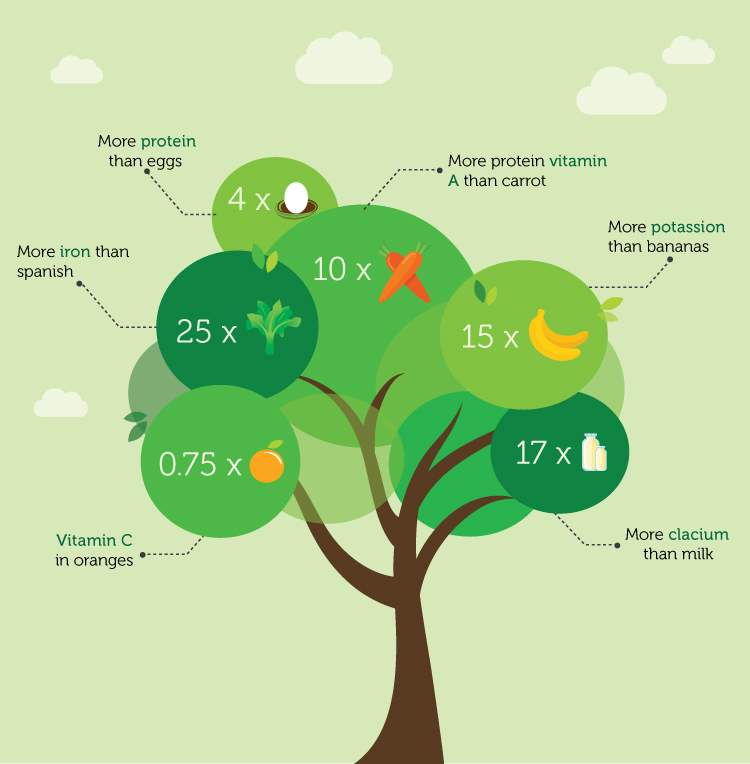 More protein
than eggs
4 x
More protein vitamin
A than carrot
10 x
More potassion
than bananas
15 x
More iron than
spanish
25 x
0.75 x
Vitamin C
in oranges
17 x
More clacium
than milk